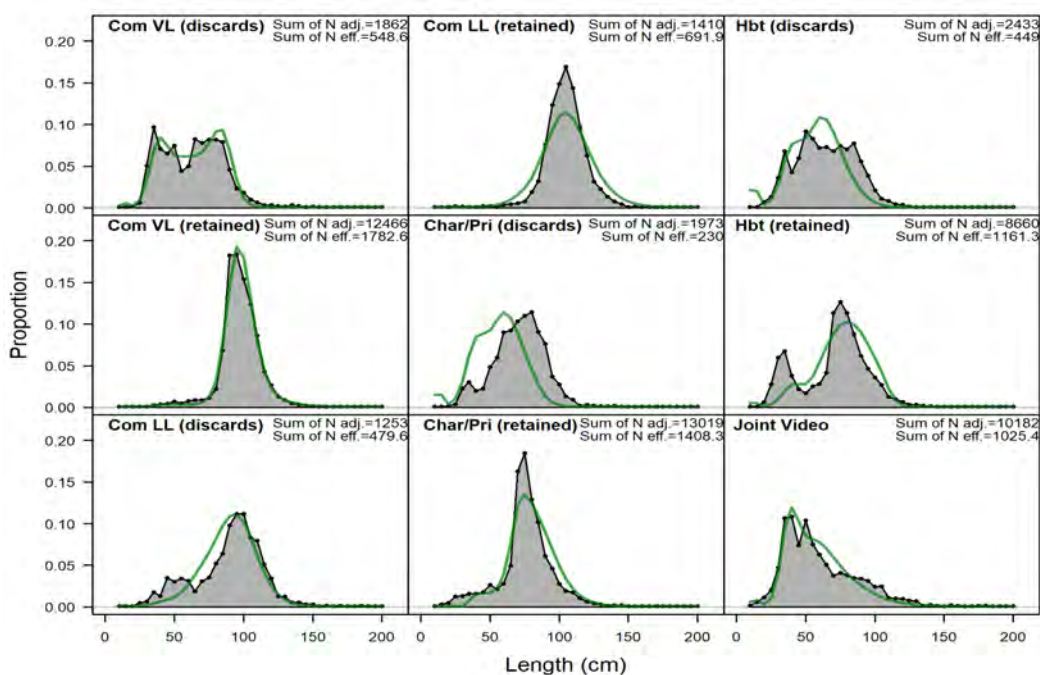 Com VL (discards)
Sum of N adj.=1862
Sum of N eff.=548.6
Com LL (retained)
Sum of N adj.=1410
Sum of N eff.=691.9
Hbt (discards)
Sum of N adj.=2433
Sum of N eff.=449
0.20
0.15
0.10
0.05
0.00
Com VL (retained)
Sum of N adj.=12466
Sum of N eff.=1782.6
Char/Pri (discards)
Sum of N adj.=1973
Sum of N eff.=230
Hbt (retained)
Sum of N adj.=8660
Sum of N eff.=1161.3
0.20
0.15
0.10
0.05
0.00
Proportion
Com LL (discards)
Sum of N adj.=1253
Sum of N eff.=479.6
Char/Pri (retained)
Sum of N adj.=13019
Sum of N eff.=1408.3
Joint Video
Sum of N adj.=10182
Sum of N eff.=1025.4
0.20
0.15
0.10
0.05
0.00
0 50 100 150 200
0 50 100 150 200
0 50 100 150 200
Length (cm)